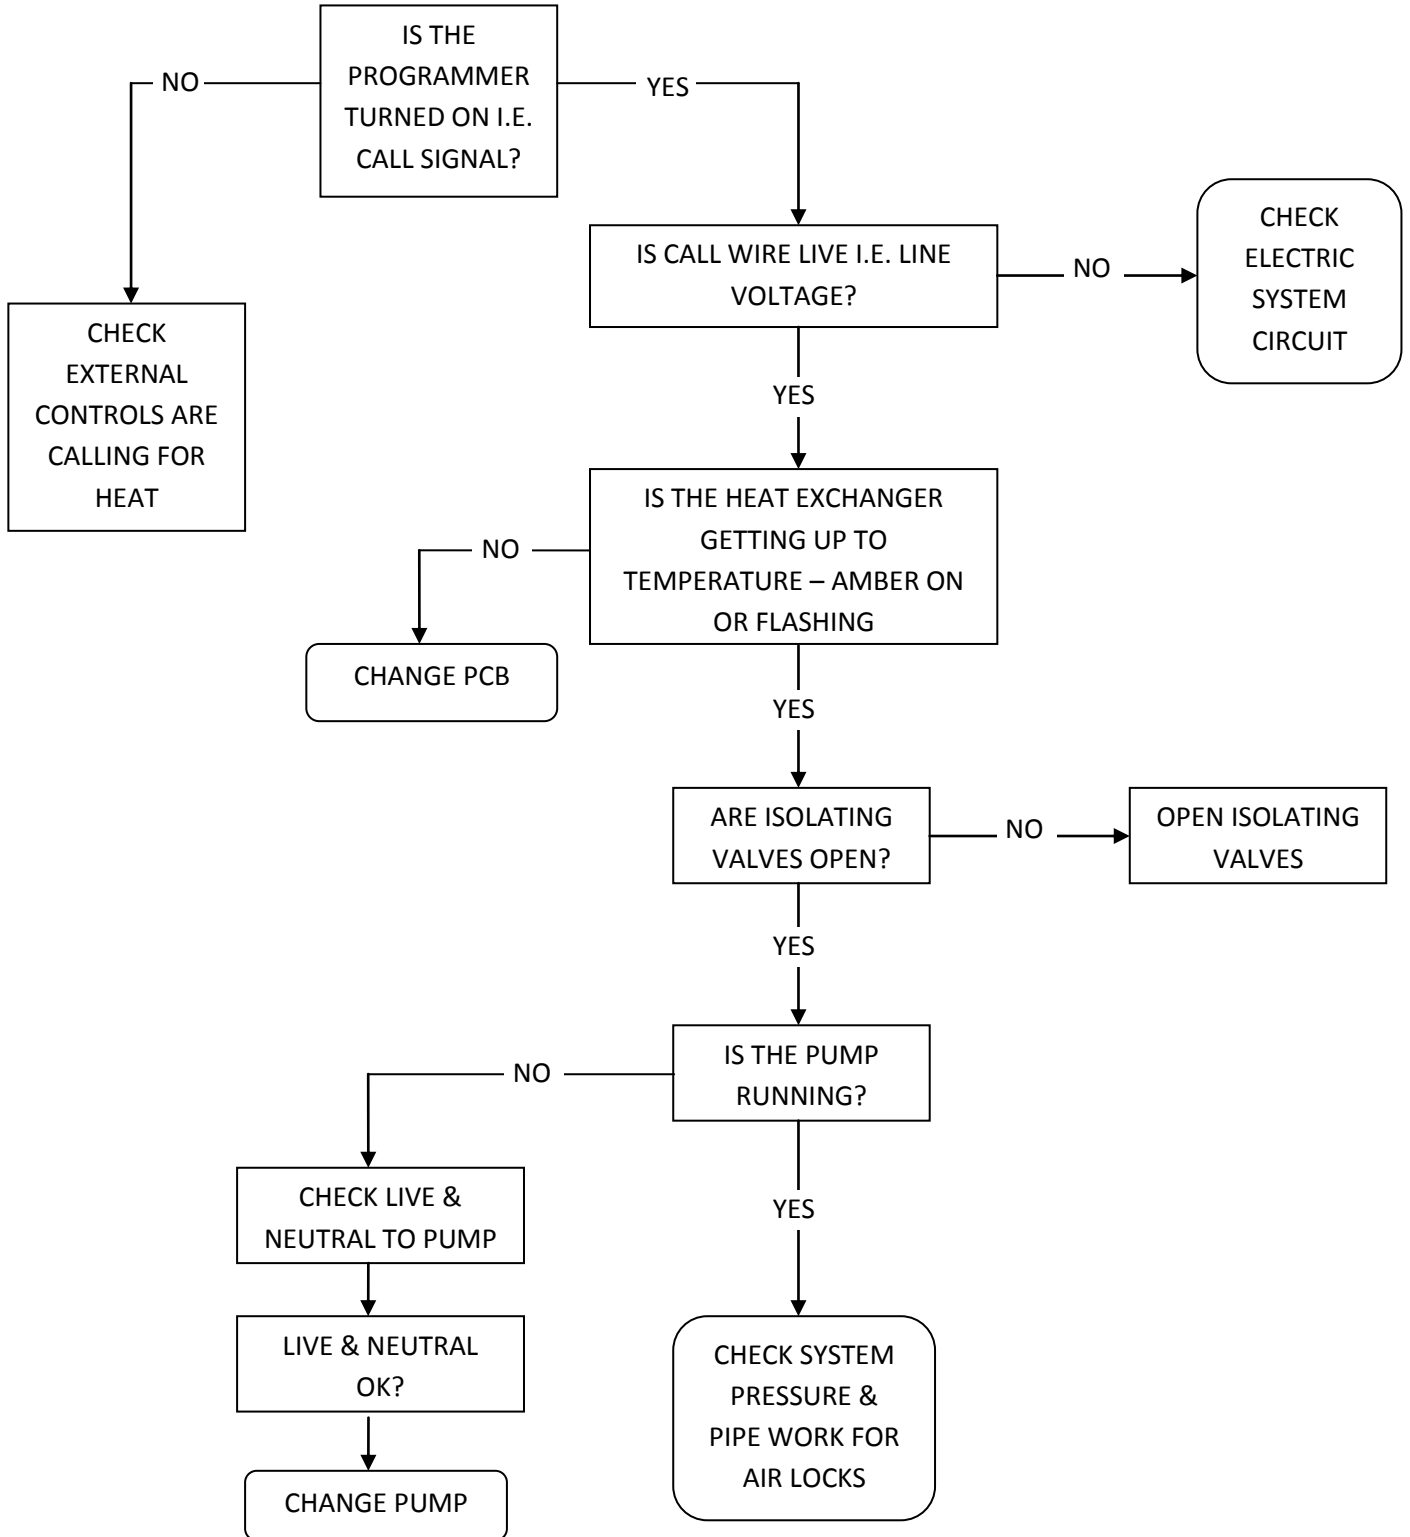 IS THE
PROGRAMMER
TURNED ON I.E.
CALL SIGNAL?
NO
YES
IS CALL WIRE LIVE I.E. LINE
VOLTAGE?
NO
CHECK
ELECTRIC
SYSTEM
CIRCUIT
CHECK
EXTERNAL
CONTROLS ARE
CALLING FOR
HEAT
YES
IS THE HEAT EXCHANGER
GETTING UP TO
TEMPERATURE – AMBER ON
OR FLASHING
NO
CHANGE PCB
YES
ARE ISOLATING
VALVES OPEN?
NO
OPEN ISOLATING
VALVES
YES
IS THE PUMP
RUNNING?
NO
CHECK LIVE &
NEUTRAL TO PUMP
YES
LIVE & NEUTRAL
OK?
CHECK SYSTEM
PRESSURE &
PIPE WORK FOR
AIR LOCKS
CHANGE PUMP